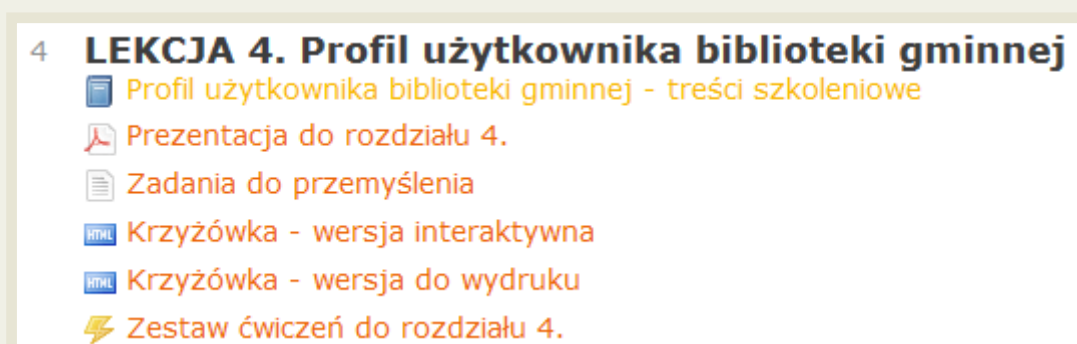 4 LEKCJA 4. Profil użytkownika biblioteki gminnej
Profil użytkownika biblioteki gminnej - treści szkoleniowe
Prezentacja do rozdziału 4.
Zadania do przemyślenia
HTML Krzyżówka - wersja interaktywna
HTML Krzyżówka - wersja do wydruku
Zestaw ćwiczeń do rozdziału 4.